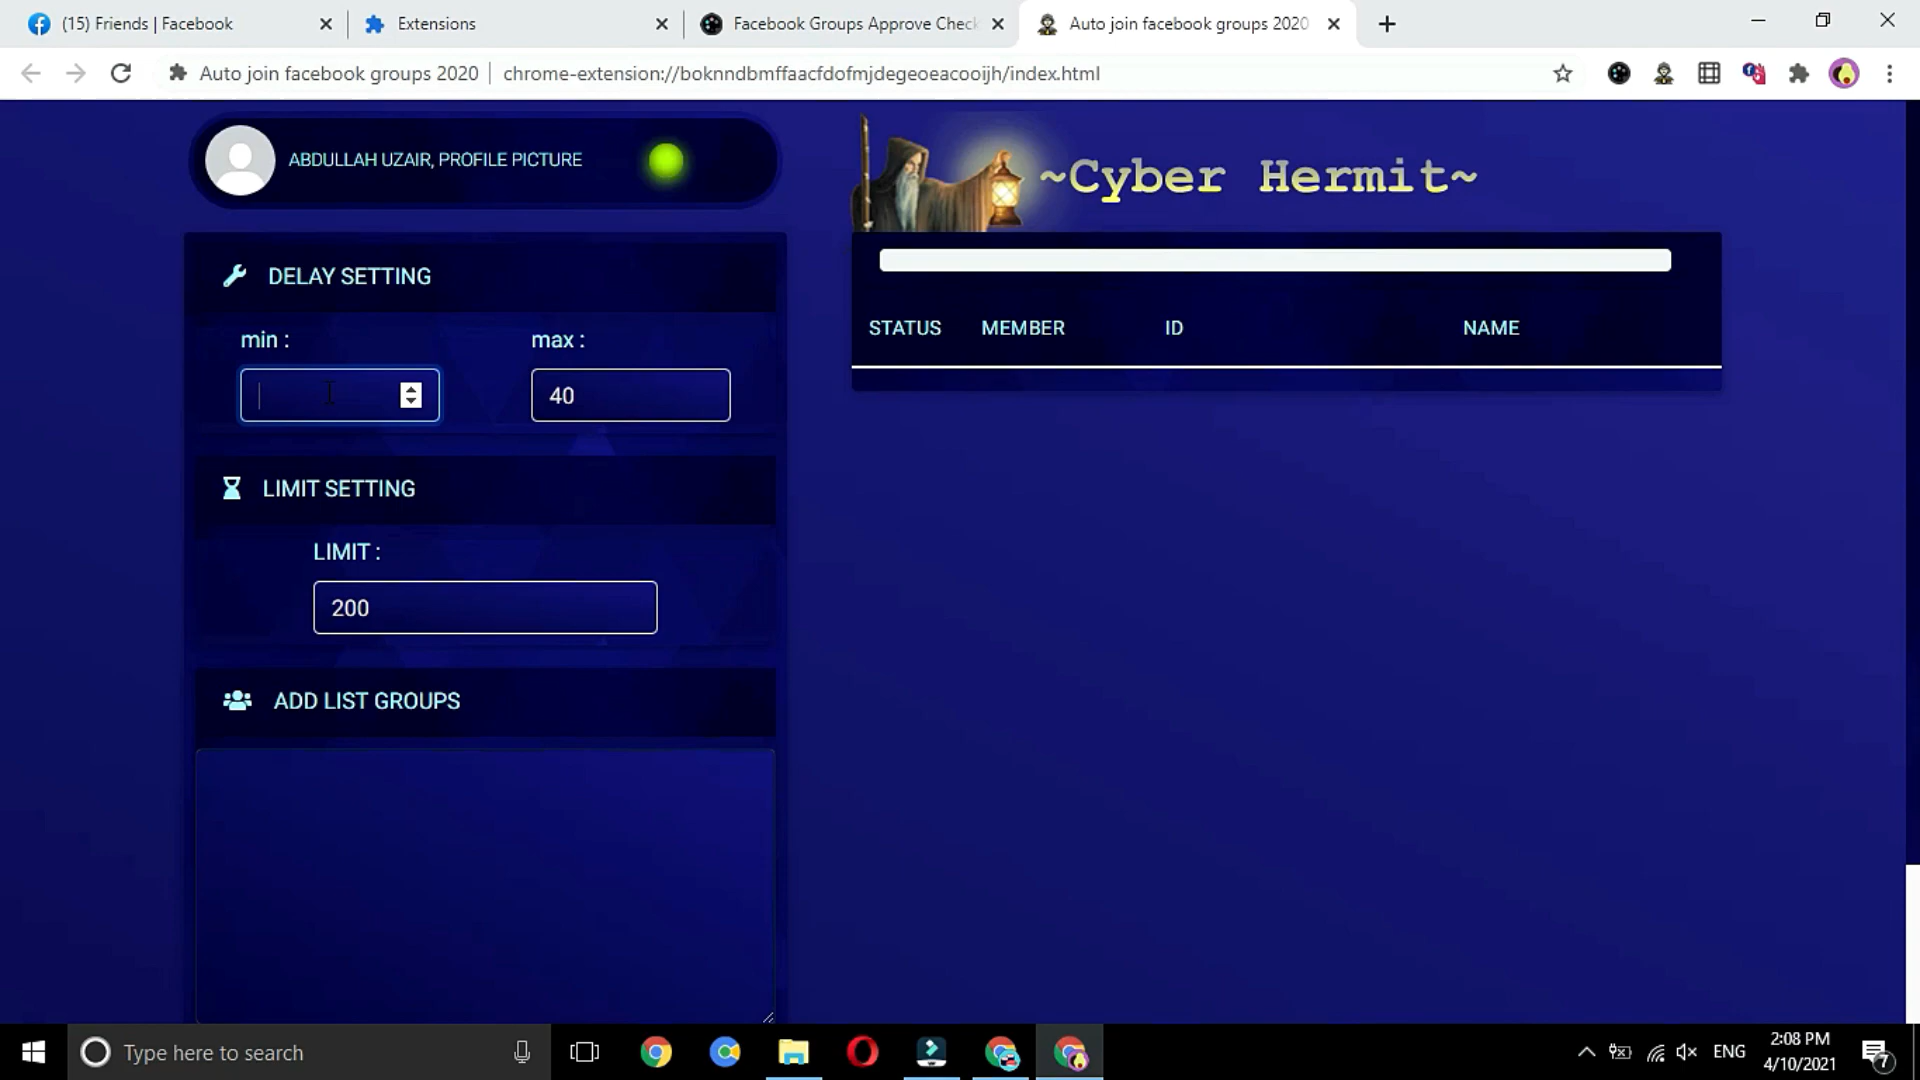 (15) Friends | Facebook
Extensions
Facebook Groups Approve Check
Auto join facebook groups 2020
Auto join facebook groups 2020
chrome-extension://boknndbmffaacfdofmjdegeoeacooijh/index.html
ABDULLAH UZAIR, PROFILE PICTURE
~Cyber Hermit~
DELAY SETTING
min :
max :
40
STATUS
MEMBER
ID
NAME
LIMIT SETTING
LIMIT :
200
ADD LIST GROUPS
Type here to search
ENG
2:08 PM
4/10/2021
7